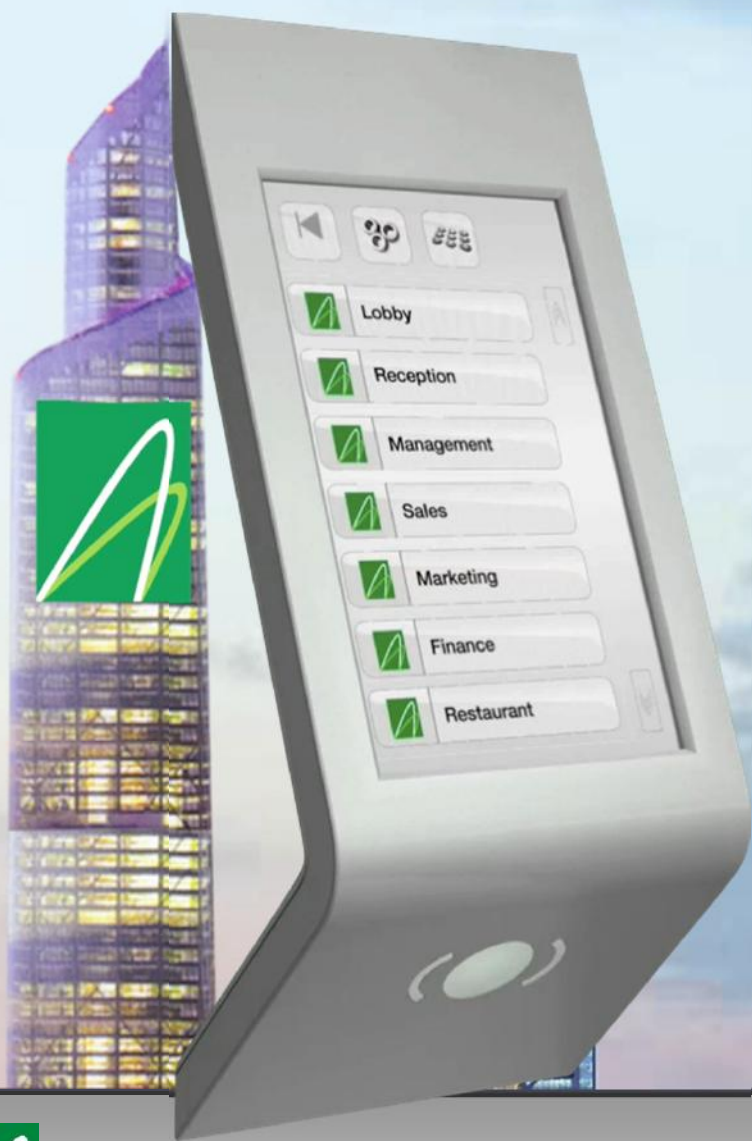 Lobby
Reception
Management
Sales
Marketing
Finance
Restaurant